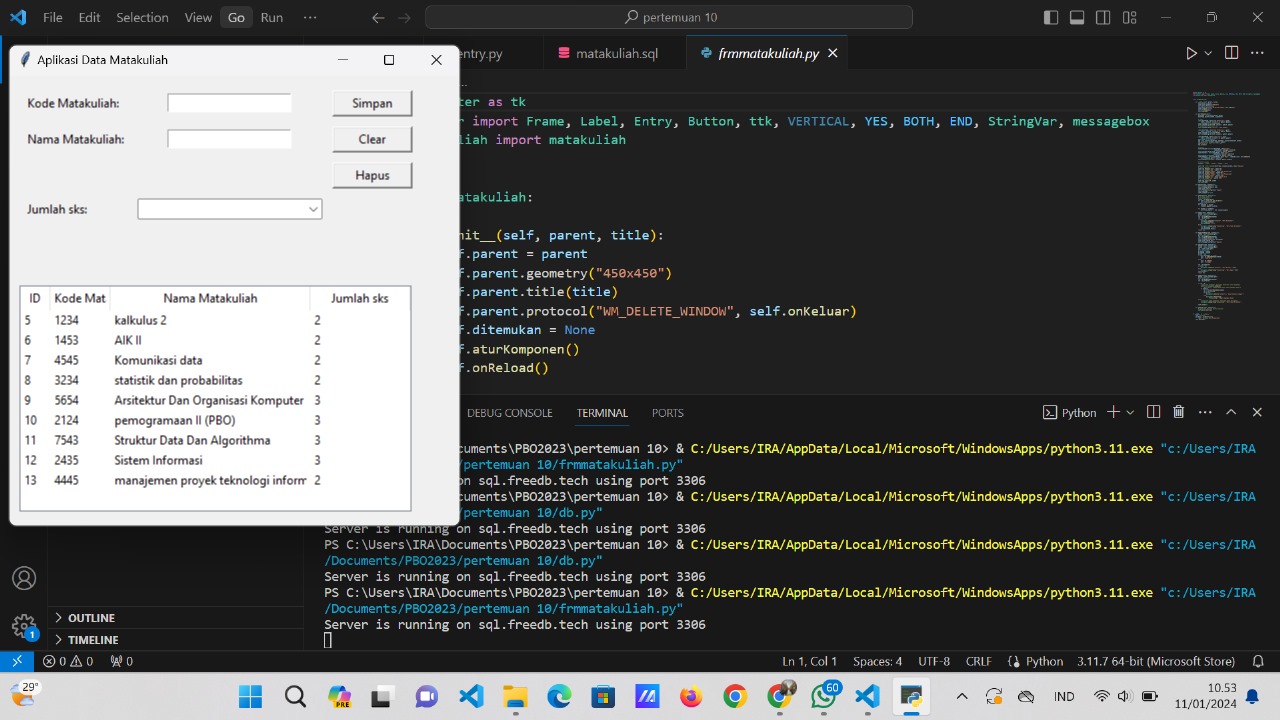 File Edit Selection View Go Run ··· pertemuan 10
entry.py matakuliah.sql frmmatakuliah.py
Aplikasi Data Matakuliah
Kode Matakuliah: Simpan
Nama Matakuliah: Clear
Hapus
Jumlah sks:
ID Kode Mat Nama Matakuliah Jumlah sks
5 1234 kalkulus 2 2
6 1453 AIK II 2
7 4545 Komunikasi data 2
8 3234 statistik dan probabilitas 2
9 5654 Arsitektur Dan Organisasi Komputer 3
10 2124 pemogramaan II (PBO) 3
11 7543 Struktur Data Dan Algorithma 3
12 2435 Sistem Informasi 3
13 4445 manajemen proyek teknologi inform 2
ter as tk
r import Frame, Label, Entry, Button, ttk, VERTICAL, YES, BOTH, END, StringVar, messagebox
liah import matakuliah
atakuliah:
nit__(self, parent, title):
f.parent = parent
f.parent.geometry("450x450")
f.parent.title(title)
f.parent.protocol("WM_DELETE_WINDOW", self.onKeluar)
f.ditemukan = None
f.aturKomponen()
f.onReload()
DEBUG CONSOLE TERMINAL PORTS Python
cuments\PBO2023\pertemuan 10> & C:/Users/IRA/AppData/Local/Microsoft/WindowsApps/python3.11.exe "c:/Users/IRA
/pertemuan 10/frmmatakuliah.py"
s running on sql.freedb.tech using port 3306
cuments\PBO2023\pertemuan 10> & C:/Users/IRA/AppData/Local/Microsoft/WindowsApps/python3.11.exe "c:/Users/IRA
/pertemuan 10/db.py"
Server is running on sql.freedb.tech using port 3306
PS C:\Users\IRA\Documents\PBO2023\pertemuan 10> & C:/Users/IRA/AppData/Local/Microsoft/WindowsApps/python3.11.exe "c:/Users/IRA
/Documents/PBO2023/pertemuan 10/db.py"
Server is running on sql.freedb.tech using port 3306
PS C:\Users\IRA\Documents\PBO2023\pertemuan 10> & C:/Users/IRA/AppData/Local/Microsoft/WindowsApps/python3.11.exe "c:/Users/IRA
/Documents/PBO2023/pertemuan 10/frmmatakuliah.py"
Server is running on sql.freedb.tech using port 3306
OUTLINE
TIMELINE
1
0 0 0 Ln 1, Col 1 Spaces: 4 UTF-8 CRLF Python 3.11.7 64-bit (Microsoft Store)
29° PRE 60 IND 10.53
11/01/2024